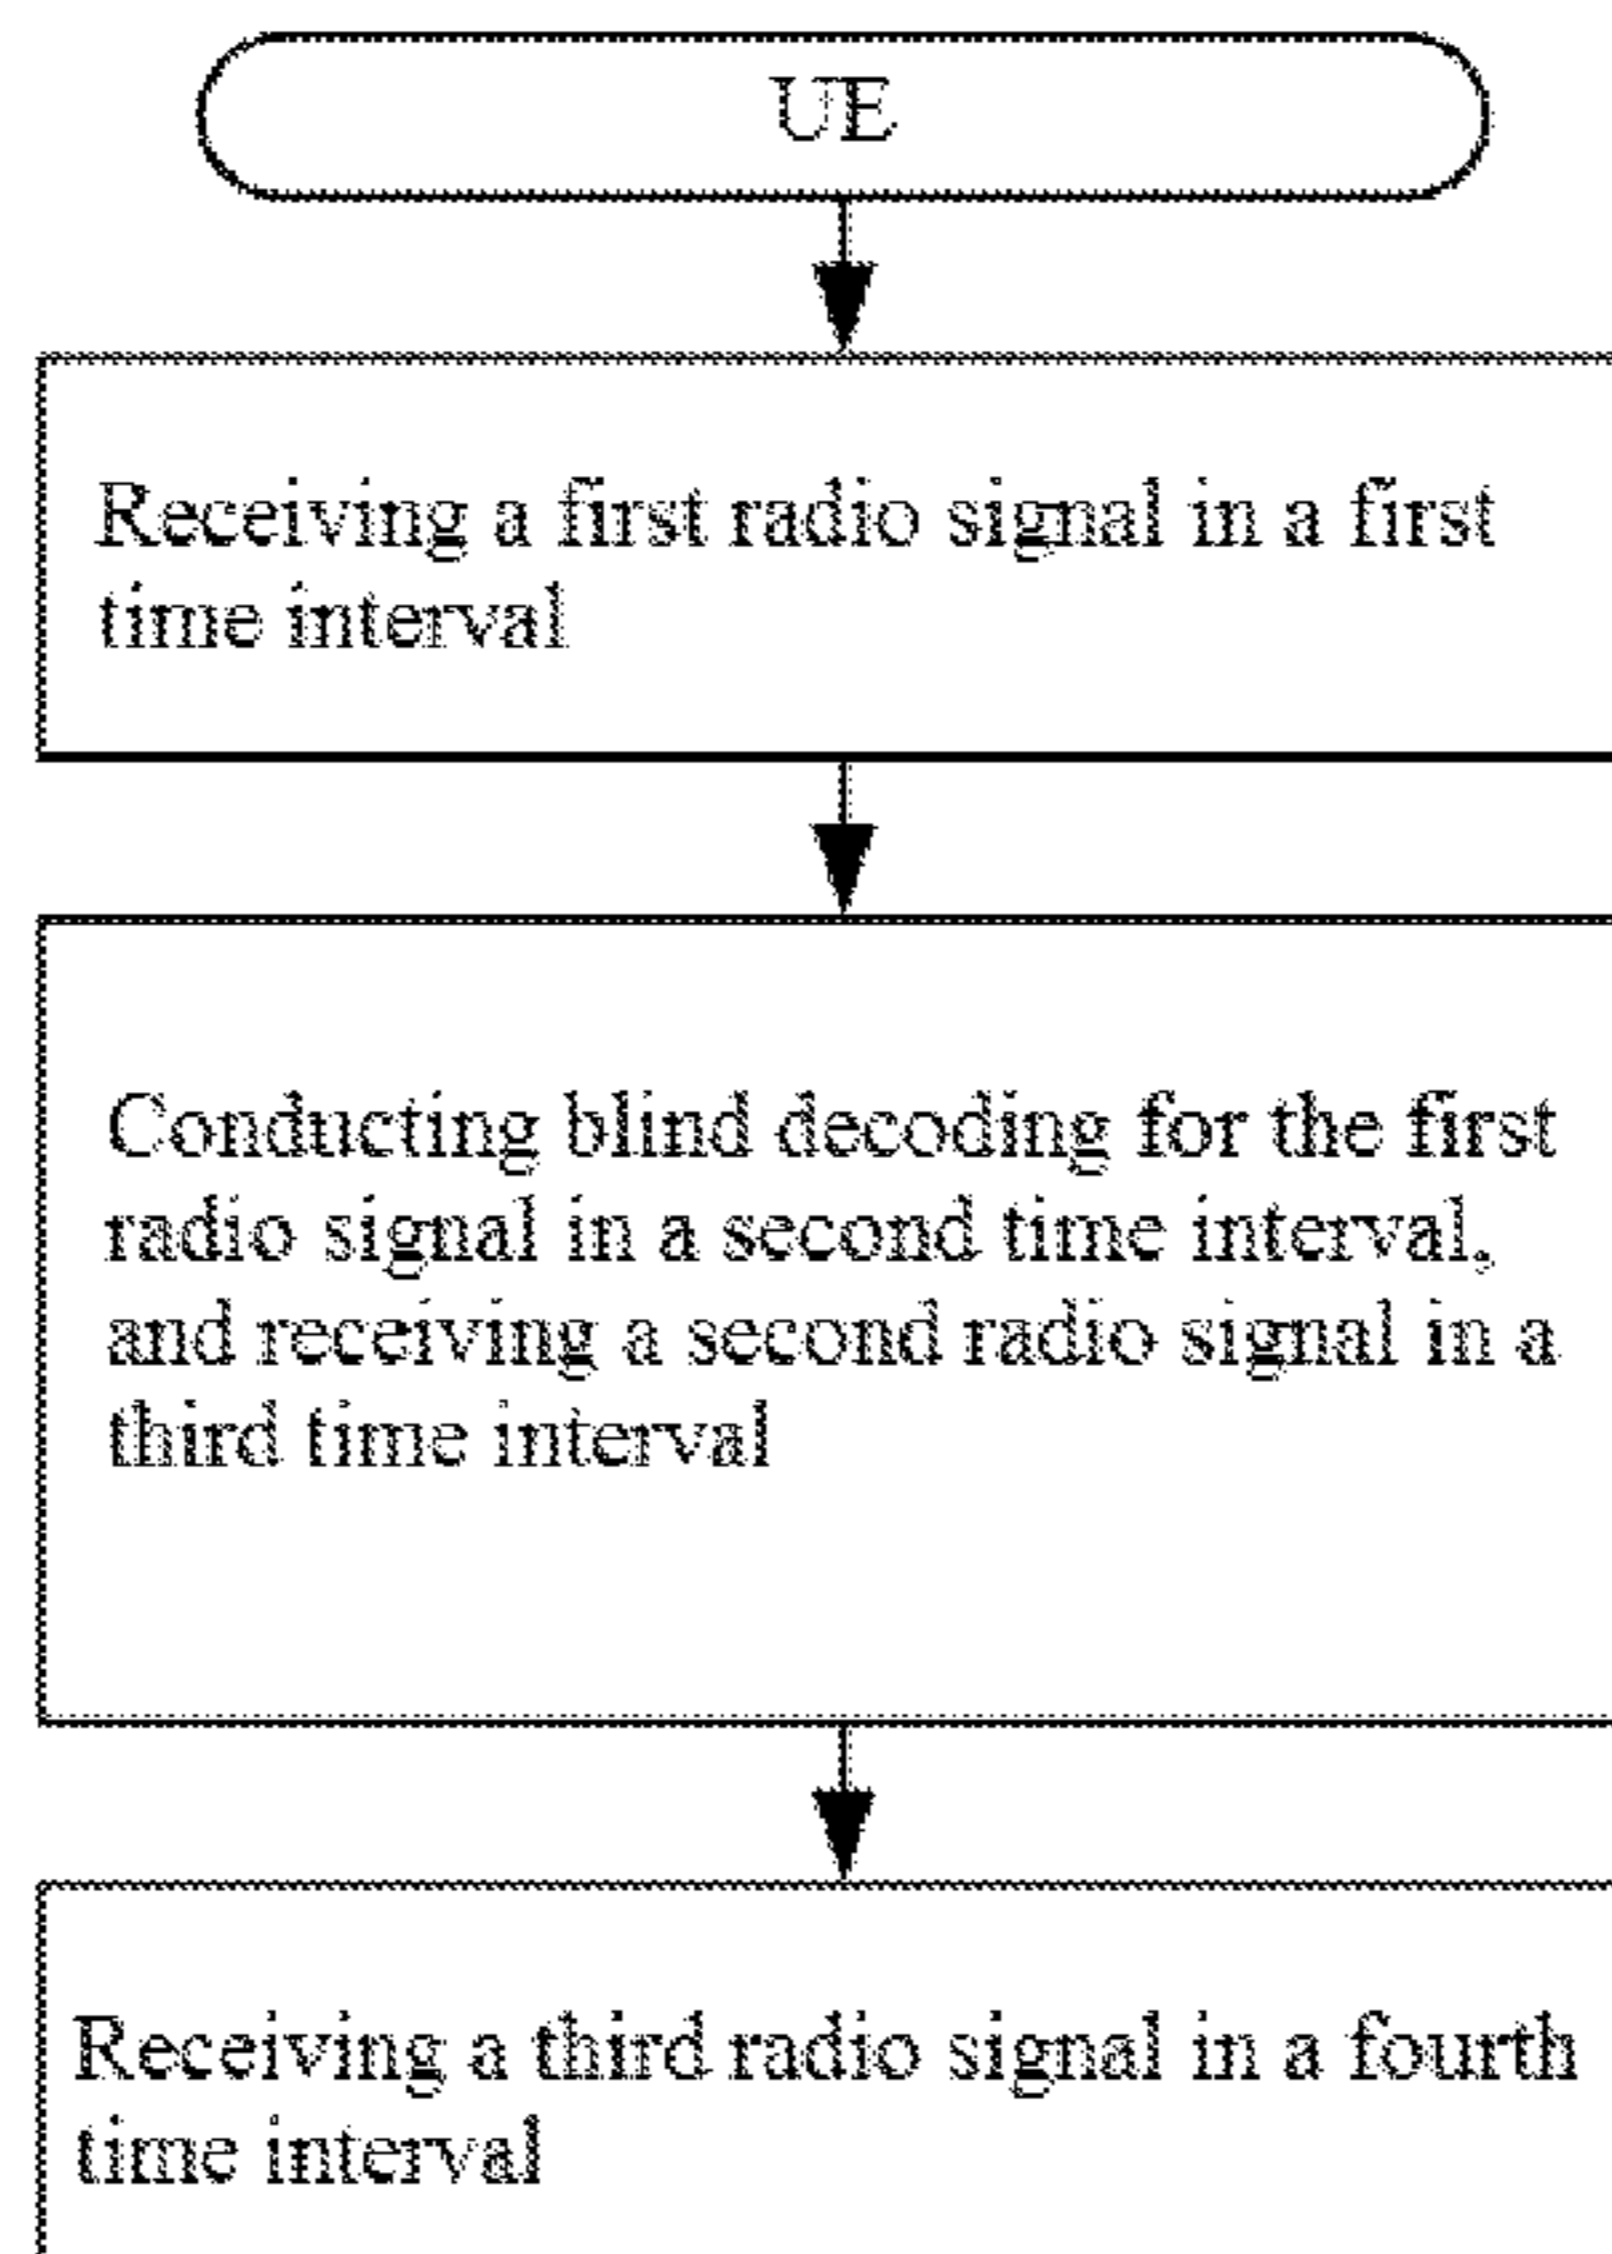 UE
Receiving a first radio signal in a first
time interval
Conducting blind decoding for the first
radio signal in a second time interval,
and receiving a second radio signal in a
third time interval
Receiving a third radio signal in a fourth
time interval